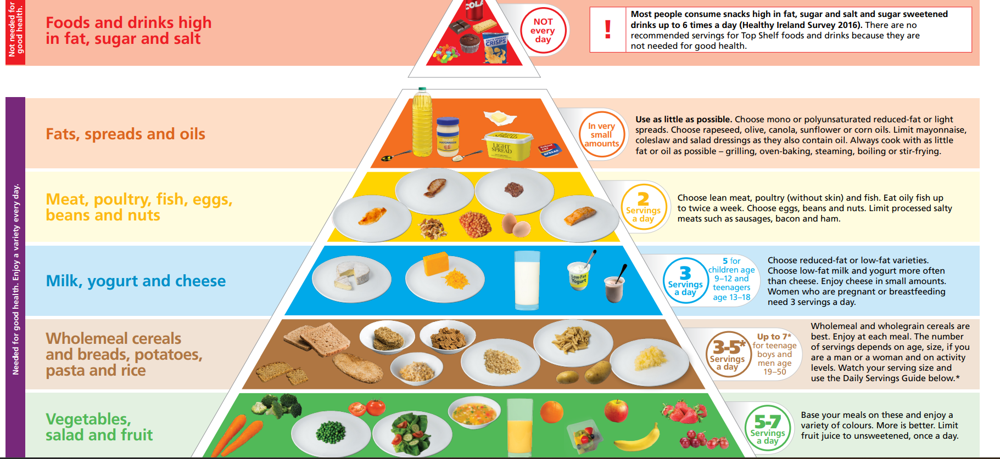 Not needed for
good health.
Foods and drinks high
in fat, sugar and salt
COLA
SALT & VINEGAR
CRISPS
NOT
every
day
!
Most people consume snacks high in fat, sugar and salt and sugar sweetened
drinks up to 6 times a day (Healthy Ireland Survey 2016). There are no
recommended servings for Top Shelf foods and drinks because they are
not needed for good health.
Needed for good health. Enjoy a variety every day.
Fats, spreads and oils
MAYONNAISE
LIGHT
SPREAD
Reduced
FAT
SPREAD
In very
small
amounts
Use as little as possible. Choose mono or polyunsaturated reduced-fat or light
spreads. Choose rapeseed, olive, canola, sunflower or corn oils. Limit mayonnaise,
coleslaw and salad dressings as they also contain oil. Always cook with as little
fat or oil as possible – grilling, oven-baking, steaming, boiling or stir-frying.
Meat, poultry, fish, eggs,
beans and nuts
2
Servings
a day
Choose lean meat, poultry (without skin) and fish. Eat oily fish up
to twice a week. Choose eggs, beans and nuts. Limit processed salty
meats such as sausages, bacon and ham.
Milk, yogurt and cheese
Low-Fat
Yogurt
3
Servings
a day
5 for
children age
9–12 and
teenagers
age 13–18
Choose reduced-fat or low-fat varieties.
Choose low-fat milk and yogurt more often
than cheese. Enjoy cheese in small amounts.
Women who are pregnant or breastfeeding
need 3 servings a day.
Wholemeal cereals
and breads, potatoes,
pasta and rice
3-5*
Servings
a day
Up to 7*
for teenage
boys and
men age
19–50
Wholemeal and wholegrain cereals are
best. Enjoy at each meal. The number
of servings depends on age, size, if you
are a man or a woman and on activity
levels. Watch your serving size and
use the Daily Servings Guide below.*
Vegetables,
salad and fruit
5-7
Servings
a day
Base your meals on these and enjoy a
variety of colours. More is better. Limit
fruit juice to unsweetened, once a day.